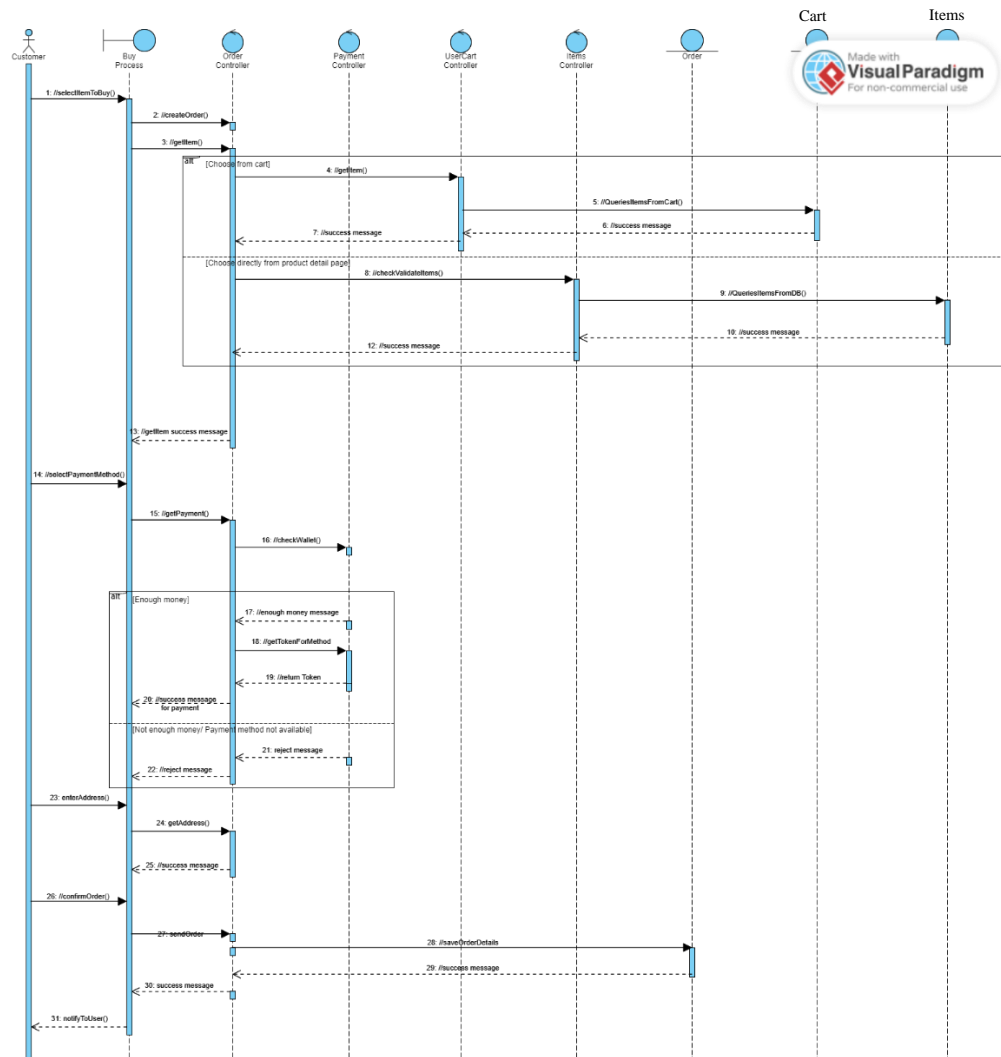 Cart
Items
Made with
Visual Paradigm
For non-commercial use
Customer
Buy
Process
Order
Controller
Payment
Controller
UserCart
Controller
Items
Controller
Order
1: //selectItemToBuy()
2: //createOrder()
3: //getItem()
alt
[Choose from cart]
4: //getItem()
5: //QueriesItemsFromCart()
6: //success message
7: //success message
[Choose directly from product detail page]
8: //checkValidateItems()
9: //QueriesItemsFromDB()
10: //success message
12: //success message
13: //getItem success message
14: //selectPaymentMethod()
15: //getPayment()
16: //checkWallet()
alt
[Enough money]
17: //enough money message
18: //getTokenForMethod
19: //return Token
20: //success message
for payment
[Not enough money/ Payment method not available]
21: reject message
22: //reject message
23: enterAddress()
24: getAddress()
25: //success message
26: //confirmOrder()
27: sendOrder
28: //saveOrderDetails
29: //success message
30: success message
31: notifyToUser()